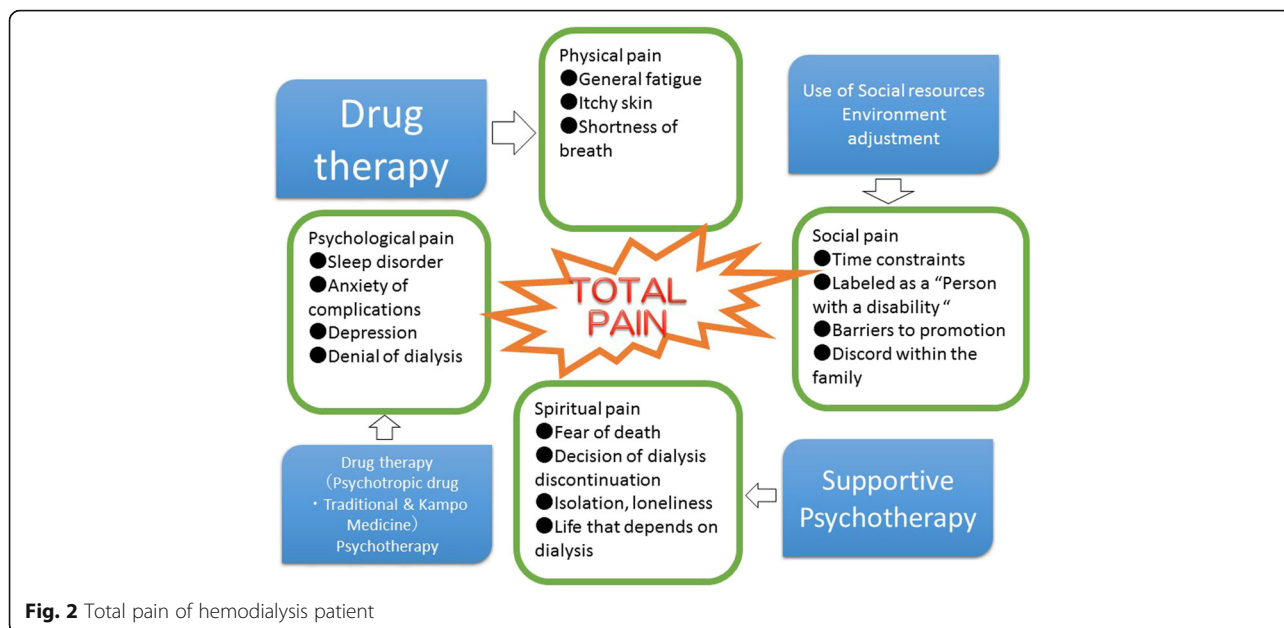 Drug
therapy
Physical pain
●General fatigue
●Itchy skin
●Shortness of
breath
Use of Social resources
Environment
adjustment
Psychological pain
●Sleep disorder
●Anxiety of
complications
●Depression
●Denial of dialysis
TOTAL
PAIN
Social pain
●Time constraints
●Labeled as a “Person
with a disability “
●Barriers to promotion
●Discord within the
family
Drug therapy
(Psychotropic drug
・Traditional & Kampo
Medicine)
Psychotherapy
Spiritual pain
●Fear of death
●Decision of dialysis
discontinuation
●Isolation, loneliness
●Life that depends on
dialysis
Supportive
Psychotherapy
Fig. 2 Total pain of hemodialysis patient